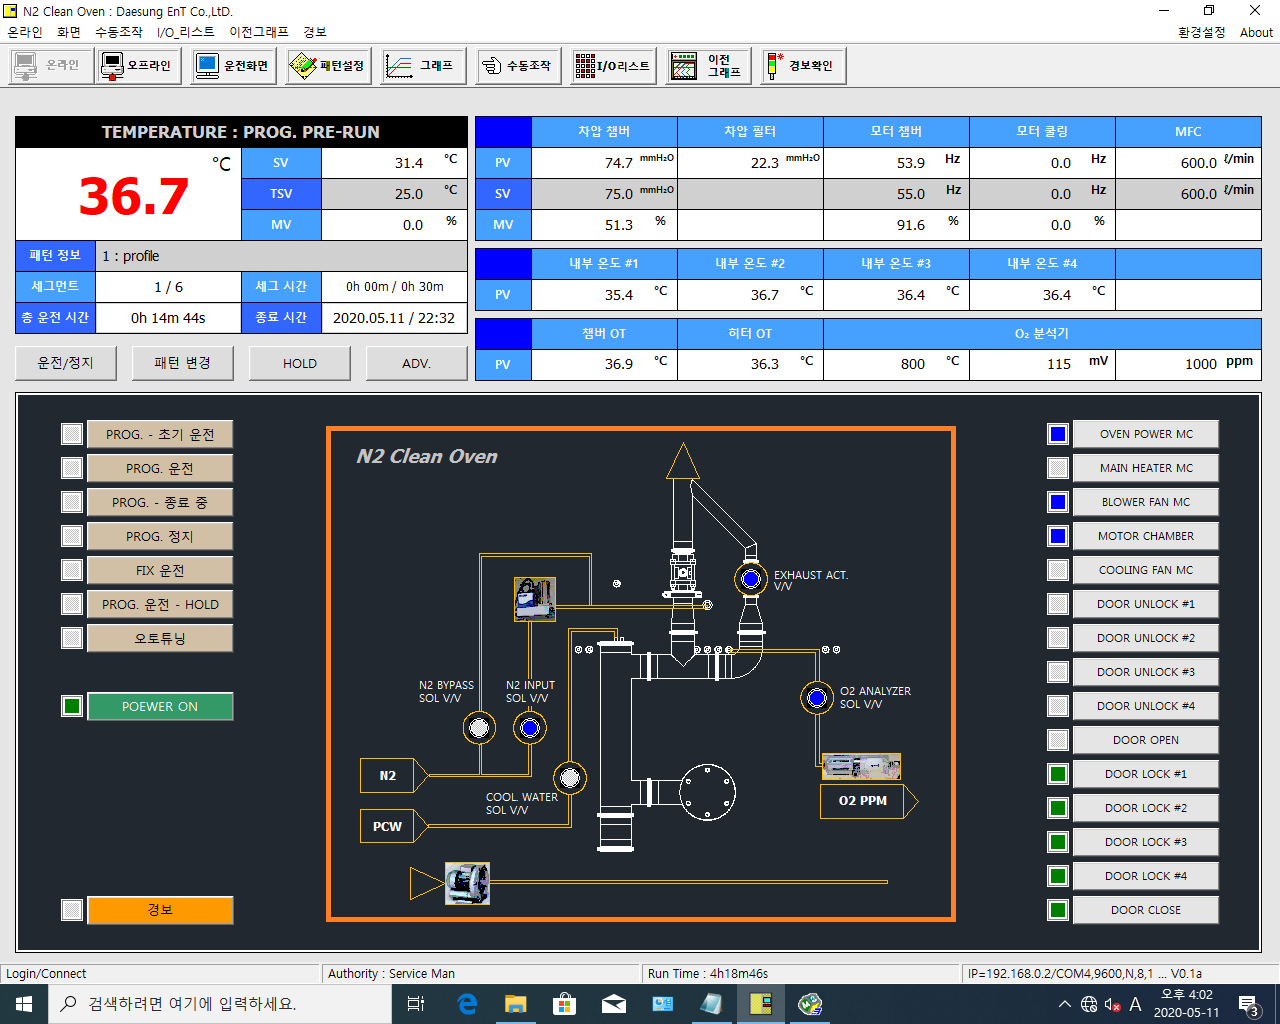 N2 Clean Oven : Daesung EnT Co.,LtD.
온라인 화면 수동조작 I/O_리스트 이전그래프 경보 환경설정 About
온라인 오프라인 운전화면 패턴설정 그래프 수동조작 I/O리스트 이전 그래프 경보확인
TEMPERATURE : PROG. PRE-RUN
36.7 ℃
SV 31.4 ℃
TSV 25.0 ℃
MV 0.0 %
패턴 정보 1 : profile
세그먼트 1 / 6 세그 시간 0h 00m / 0h 30m
총 운전 시간 0h 14m 44s 종료 시간 2020.05.11 / 22:32
운전/정지 패턴 변경 HOLD ADV.
차압 챔버 차압 필터 모터 챔버 모터 쿨링 MFC
PV 74.7 mmH₂O 22.3 mmH₂O 53.9 Hz 0.0 Hz 600.0 ℓ/min
SV 75.0 mmH₂O 55.0 Hz 0.0 Hz 600.0 ℓ/min
MV 51.3 % 91.6 % 0.0 %
내부 온도 #1 내부 온도 #2 내부 온도 #3 내부 온도 #4
PV 35.4 ℃ 36.7 ℃ 36.4 ℃ 36.4 ℃
챔버 OT 히터 OT O₂ 분석기
PV 36.9 ℃ 36.3 ℃ 800 ℃ 115 mV 1000 ppm
PROG. - 초기 운전
PROG. 운전
PROG. - 종료 중
PROG. 정지
FIX 운전
PROG. 운전 - HOLD
오토튜닝
POEWER ON
경보
N2 Clean Oven
EXHAUST ACT.
V/V
N2 BYPASS
SOL V/V
N2 INPUT
SOL V/V
O2 ANALYZER
SOL V/V
N2
COOL. WATER
SOL V/V
PCW
O2 PPM
OVEN POWER MC
MAIN HEATER MC
BLOWER FAN MC
MOTOR CHAMBER
COOLING FAN MC
DOOR UNLOCK #1
DOOR UNLOCK #2
DOOR UNLOCK #3
DOOR UNLOCK #4
DOOR OPEN
DOOR LOCK #1
DOOR LOCK #2
DOOR LOCK #3
DOOR LOCK #4
DOOR CLOSE
Login/Connect Authority : Service Man Run Time : 4h18m46s IP=192.168.0.2/COM4,9600,N,8,1 ... V0.1a
검색하려면 여기에 입력하세요. A 오후 4:02
2020-05-11 3